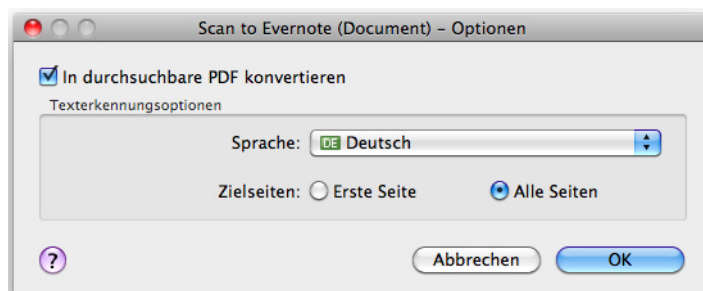 Scan to Evernote (Document) – Optionen
In durchsuchbare PDF konvertieren
Texterkennungsoptionen
Sprache: DE Deutsch
Zielseiten: Erste Seite Alle Seiten
? Abbrechen OK